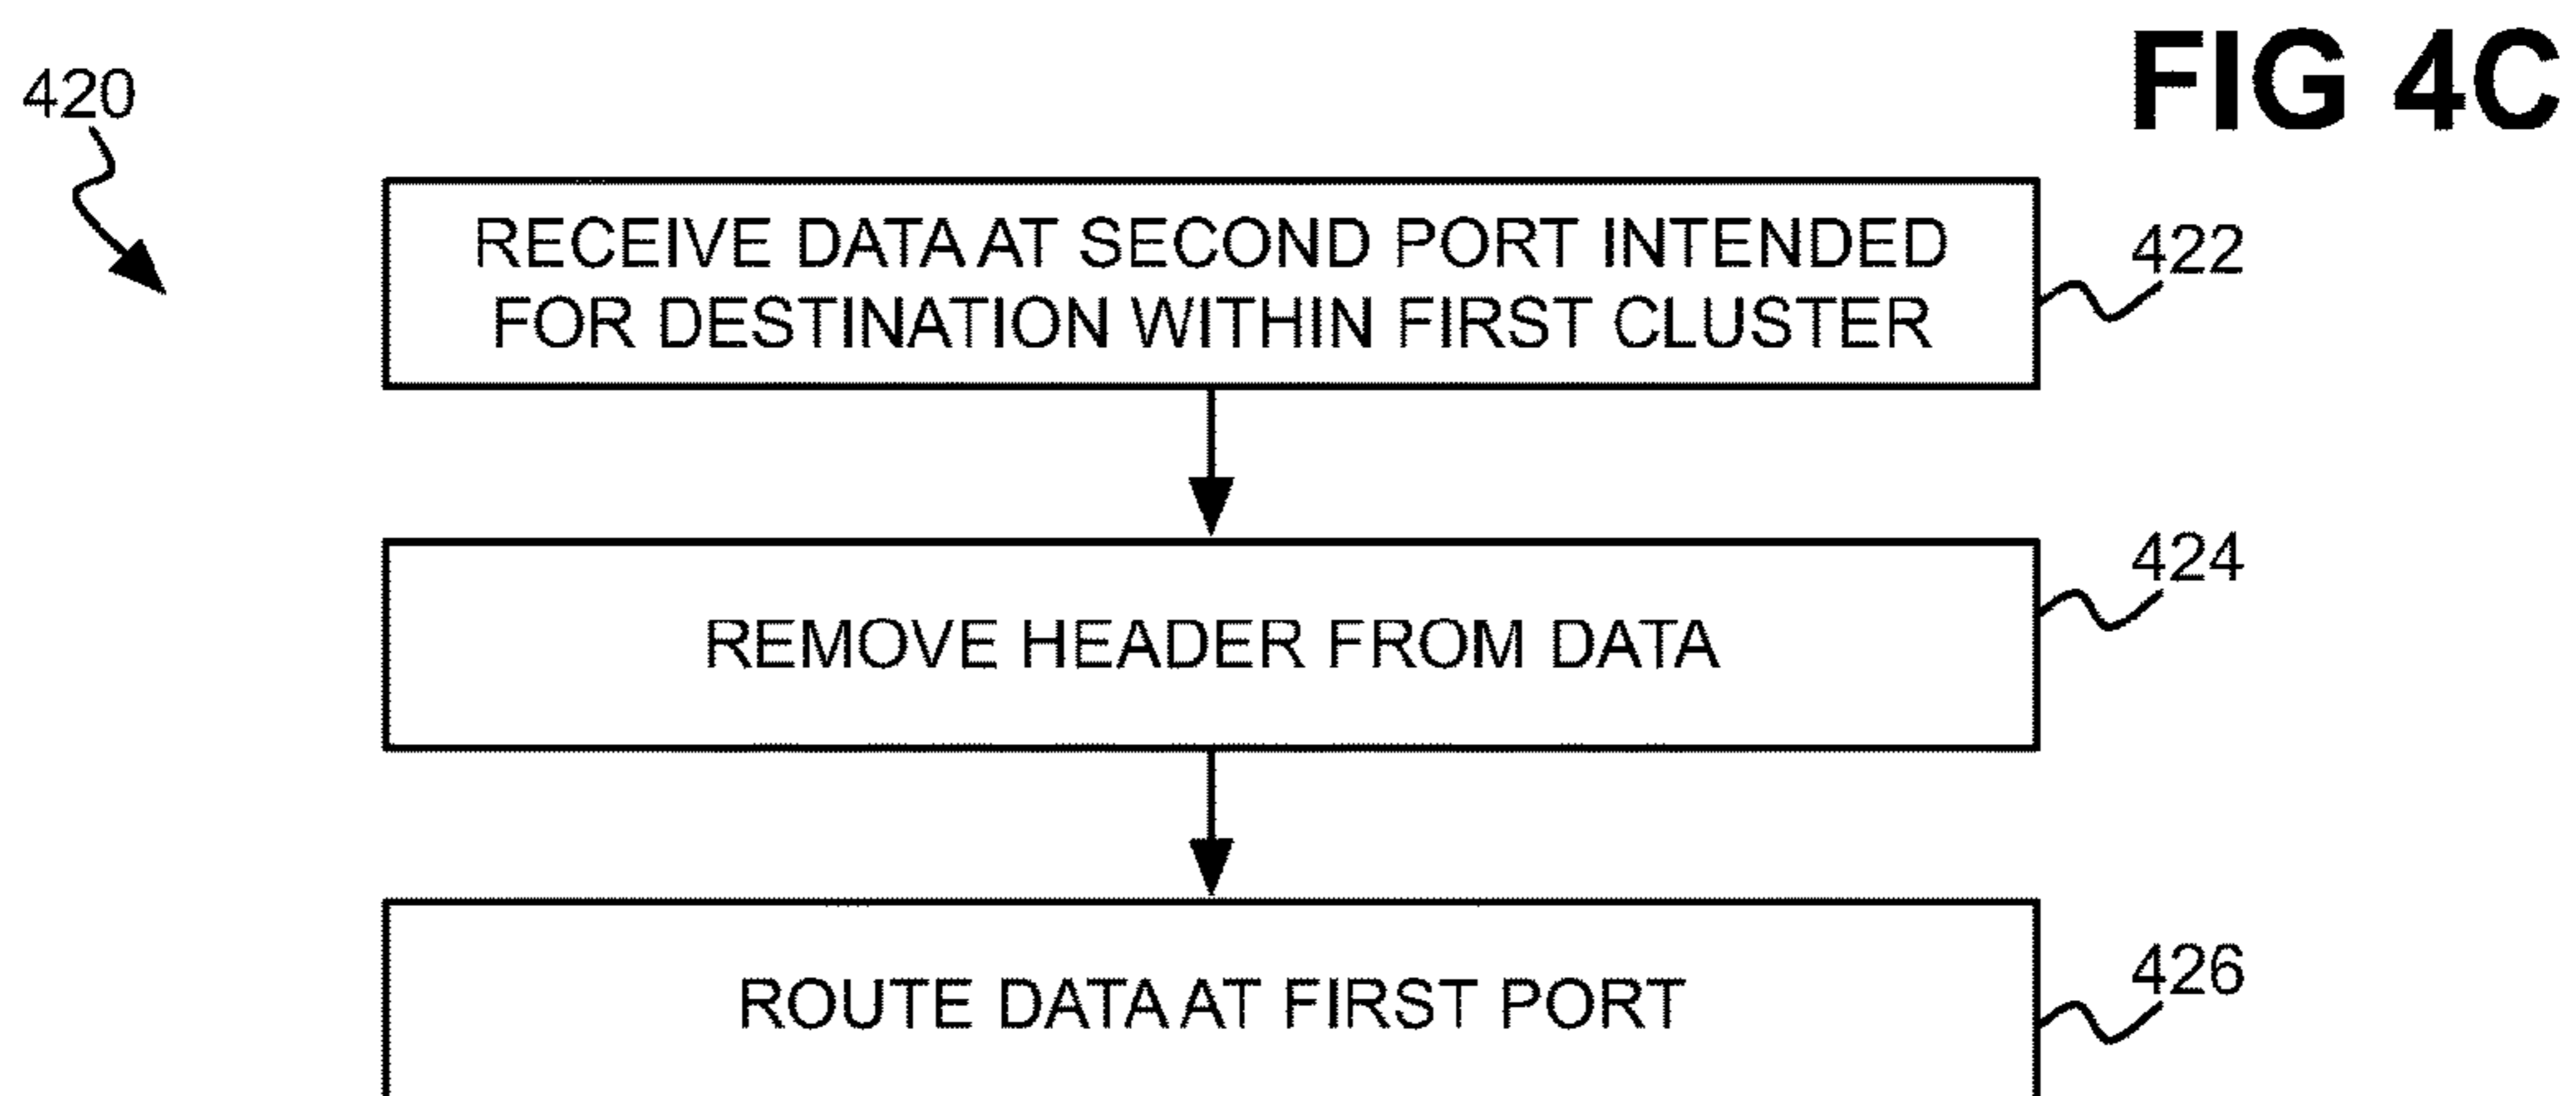 FIG 4C
420
RECEIVE DATA AT SECOND PORT INTENDED
FOR DESTINATION WITHIN FIRST CLUSTER
422
424
REMOVE HEADER FROM DATA
426
ROUTE DATA AT FIRST PORT